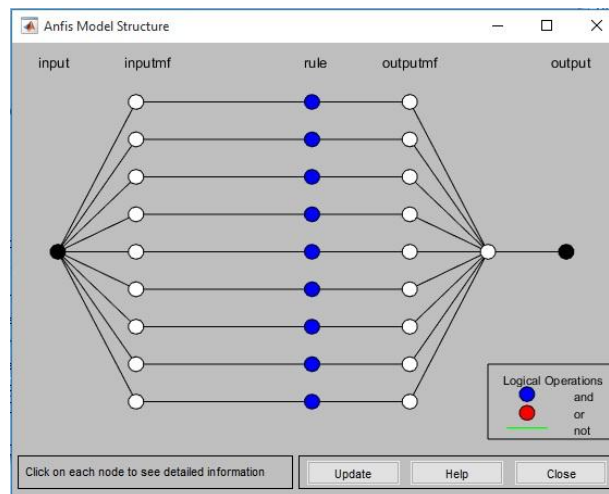 Anfis Model Structure
input inputmf rule outputmf output
Logical Operations
and
or
not
Click on each node to see detailed information
Update Help Close